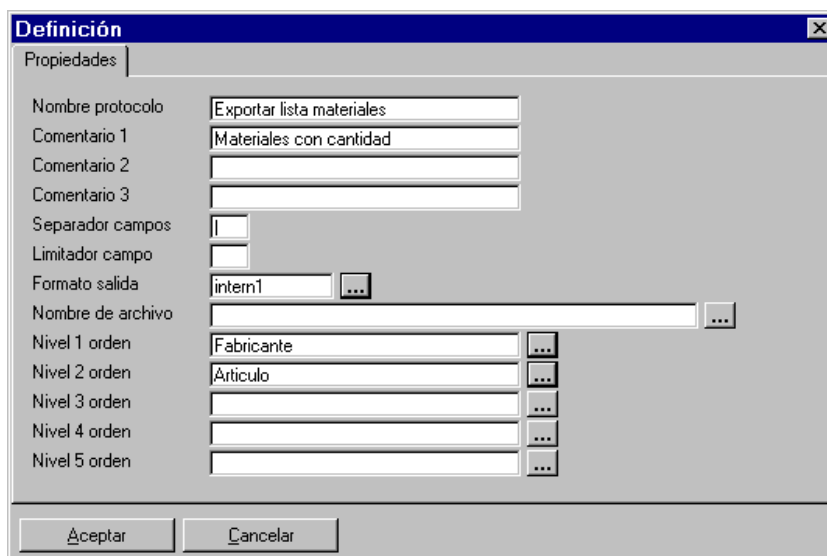 Definición
Propiedades
Nombre protocolo Exportar lista materiales
Comentario 1 Materiales con cantidad
Comentario 2
Comentario 3
Separador campos |
Limitador campo
Formato salida intern1 ...
Nombre de archivo ...
Nivel 1 orden Fabricante ...
Nivel 2 orden Articulo ...
Nivel 3 orden ...
Nivel 4 orden ...
Nivel 5 orden ...
Aceptar Cancelar